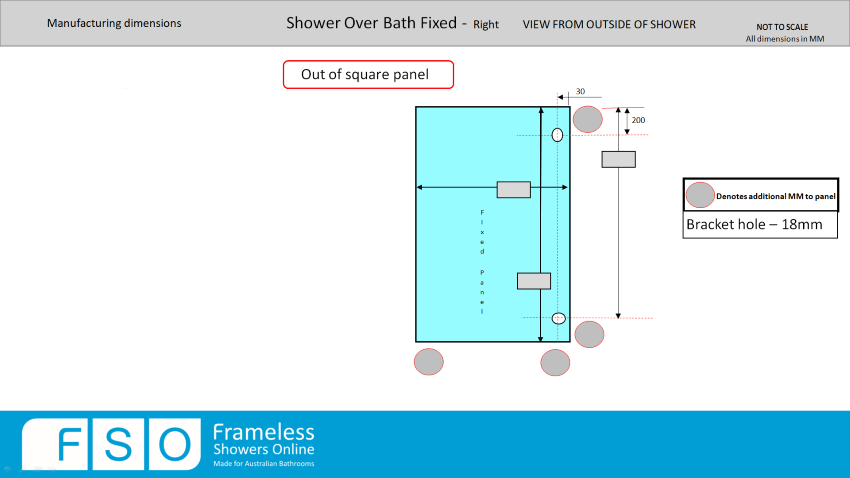 Manufacturing dimensions
Shower Over Bath Fixed - Right
VIEW FROM OUTSIDE OF SHOWER
NOT TO SCALE
All dimensions in MM
Out of square panel
30
200
Fixed Panel
Denotes additional MM to panel
Bracket hole – 18mm
FSO
Frameless
Showers Online
Made for Australian Bathrooms